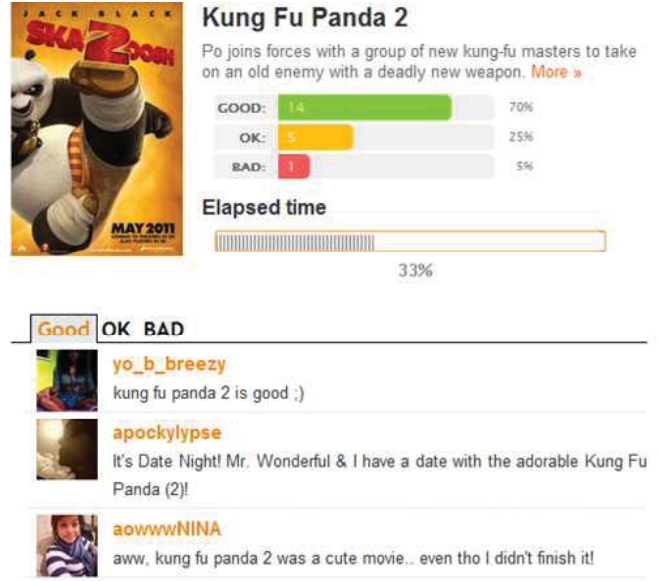 JACK BLACK
Kung Fu Panda 2
SKA2DOOSH
Po joins forces with a group of new kung-fu masters to take
on an old enemy with a deadly new weapon. More »
GOOD: 14 70%
OK: 5 25%
BAD: 1 5%
Elapsed time
MAY 2011
33%
Good OK BAD
yo_b_breezy
kung fu panda 2 is good ;)
apockylypse
It's Date Night! Mr. Wonderful & I have a date with the adorable Kung Fu
Panda (2)!
aowwwNINA
aww, kung fu panda 2 was a cute movie.. even tho I didn't finish it!